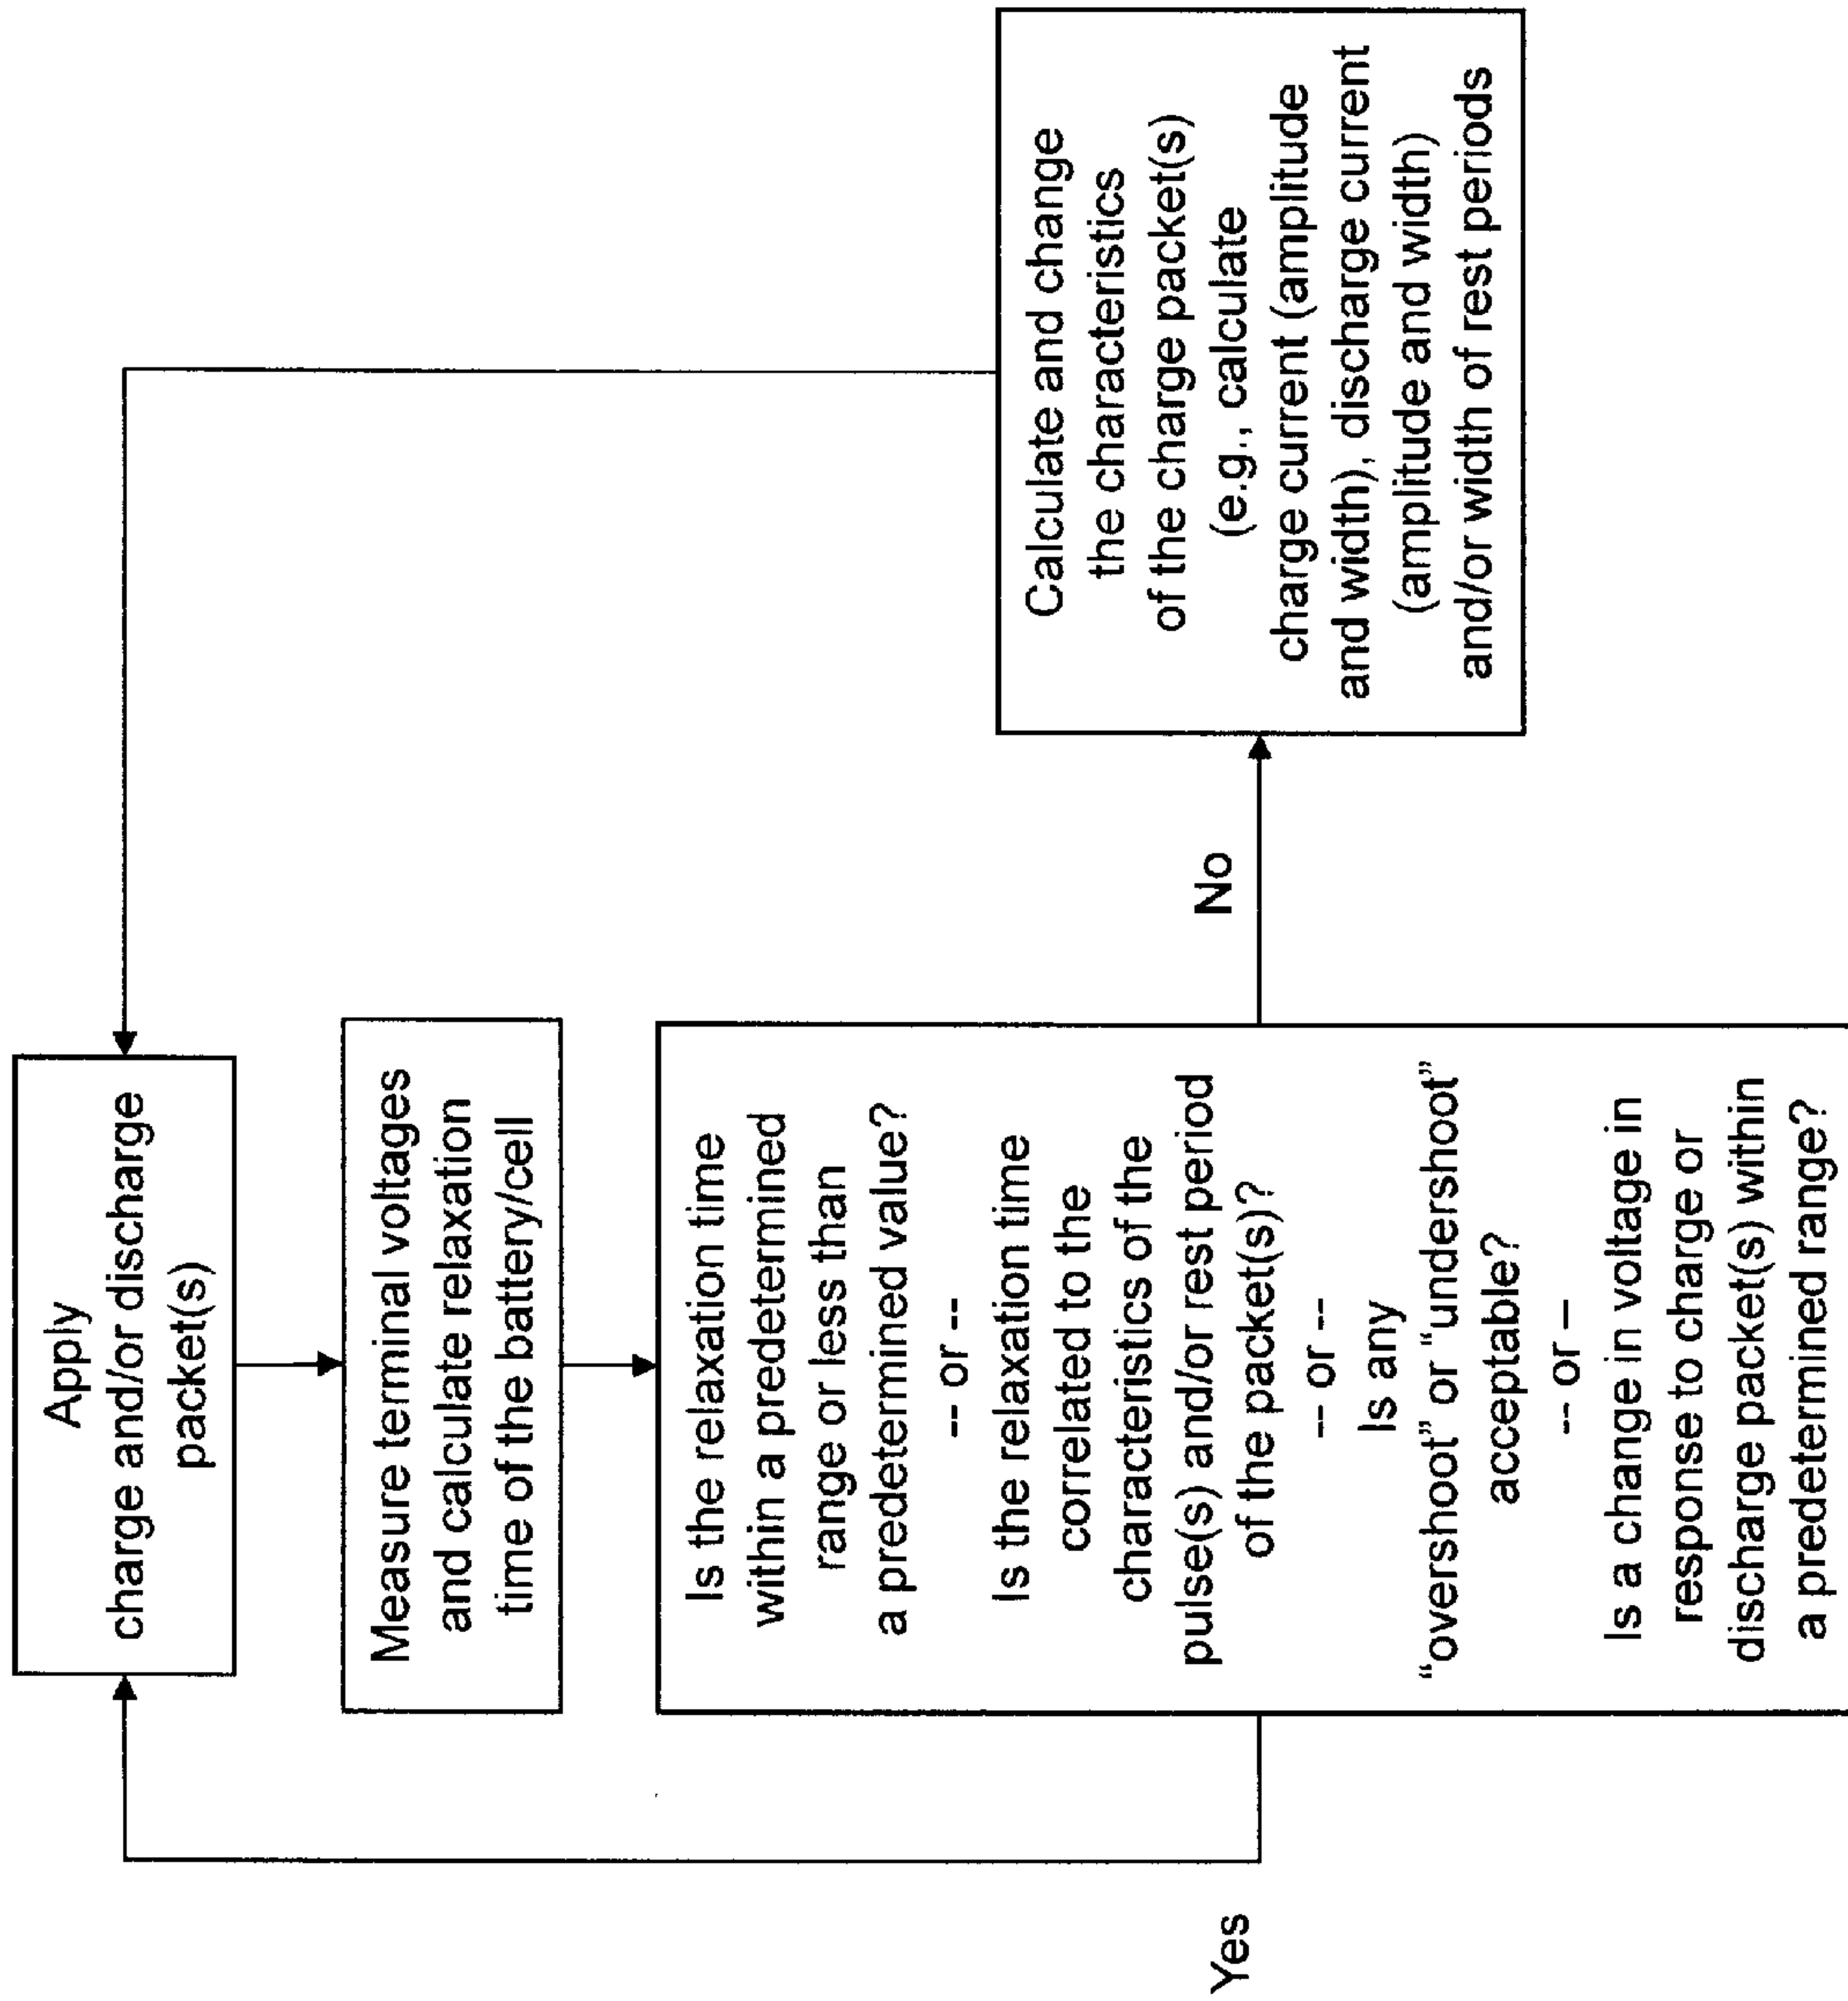 Apply
charge and/or discharge
packet(s)
Measure terminal voltages
and calculate relaxation
time of the battery/cell
Is the relaxation time
within a predetermined
range or less than
a predetermined value?
-- or --
Is the relaxation time
correlated to the
characteristics of the
pulse(s) and/or rest period
of the packet(s)?
-- or --
Is any
“overshoot” or “undershoot”
acceptable?
-- or –
Is a change in voltage in
response to charge or
discharge packet(s) within
a predetermined range?
Yes
No
Calculate and change
the characteristics
of the charge packet(s)
(e.g., calculate
charge current (amplitude
and width), discharge current
(amplitude and width)
and/or width of rest periods